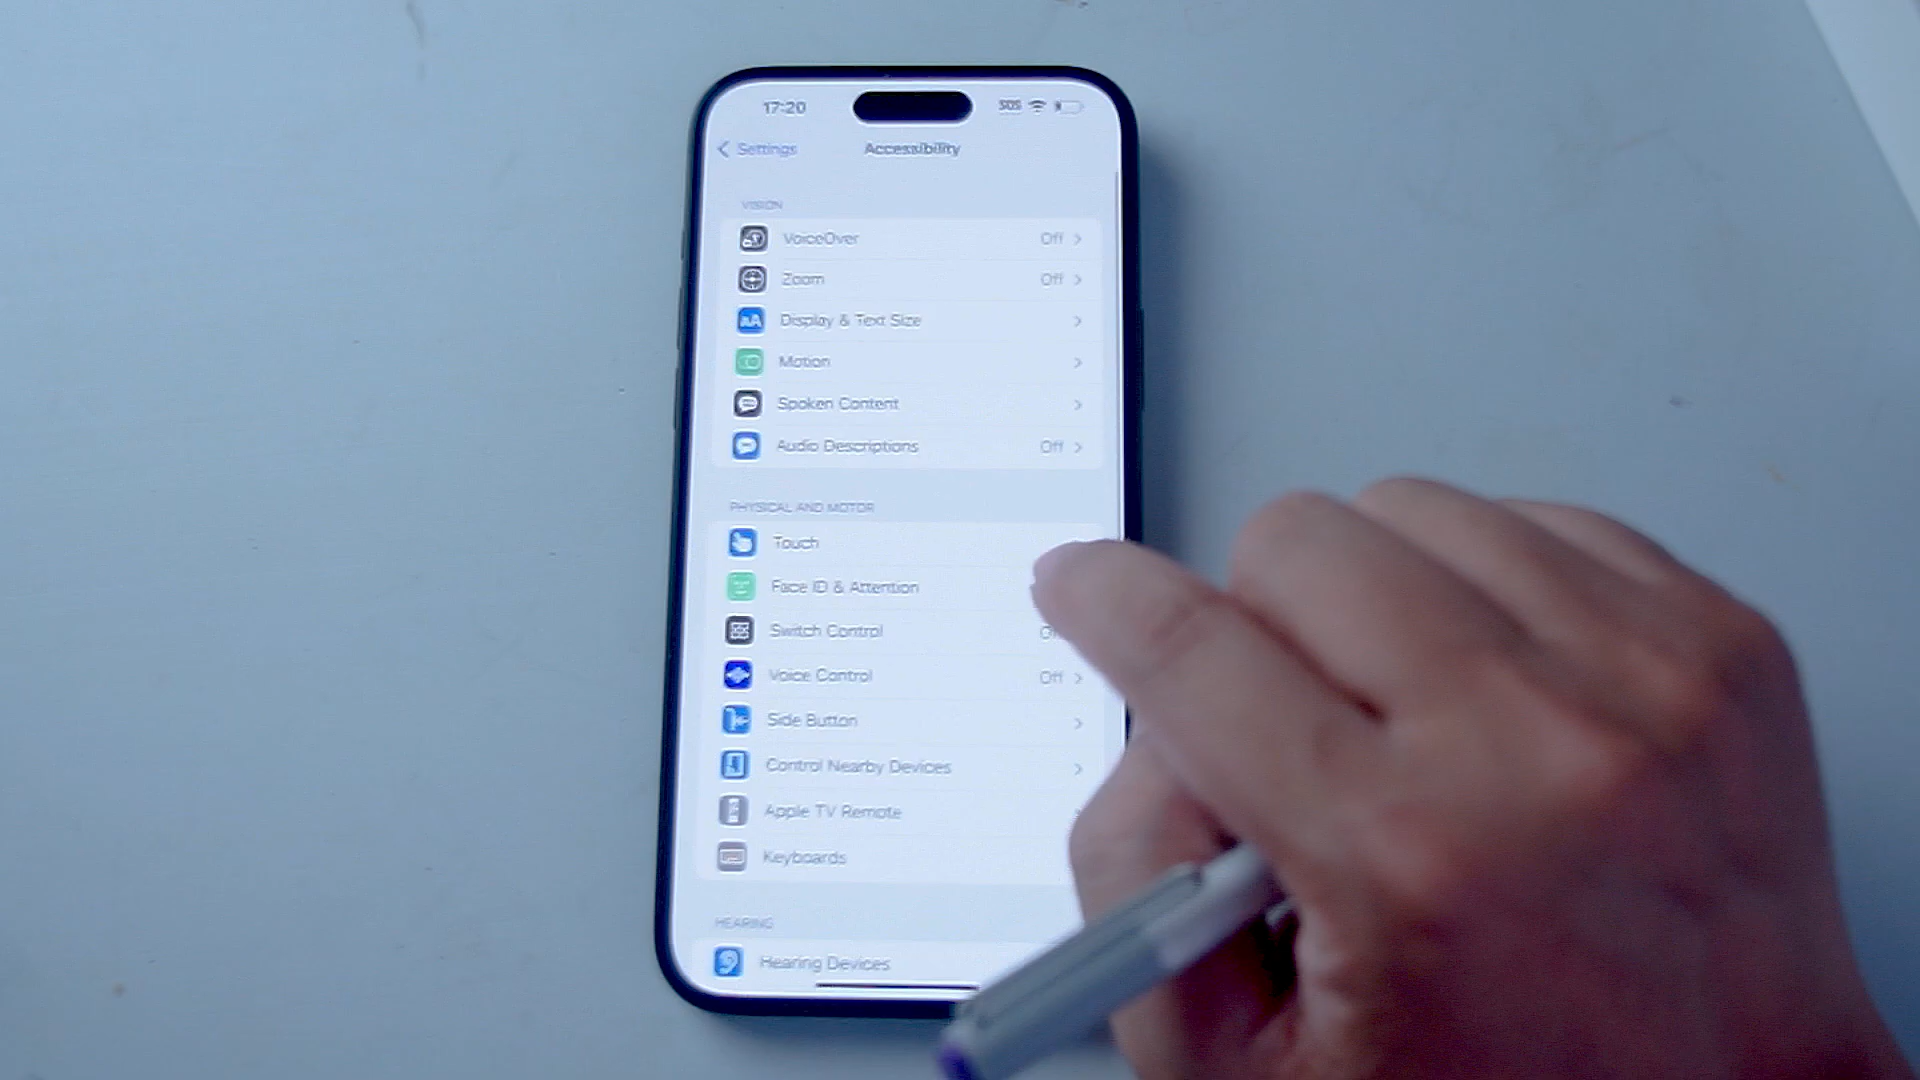 17:20 SOS
Settings Accessibility
VISION
VoiceOver Off
Zoom Off
Display & Text Size
Motion
Spoken Content
Audio Descriptions Off
PHYSICAL AND MOTOR
Touch
Face ID & Attention
Switch Control
Voice Control Off
Side Button
Control Nearby Devices
Apple TV Remote
Keyboards
HEARING
Hearing Devices